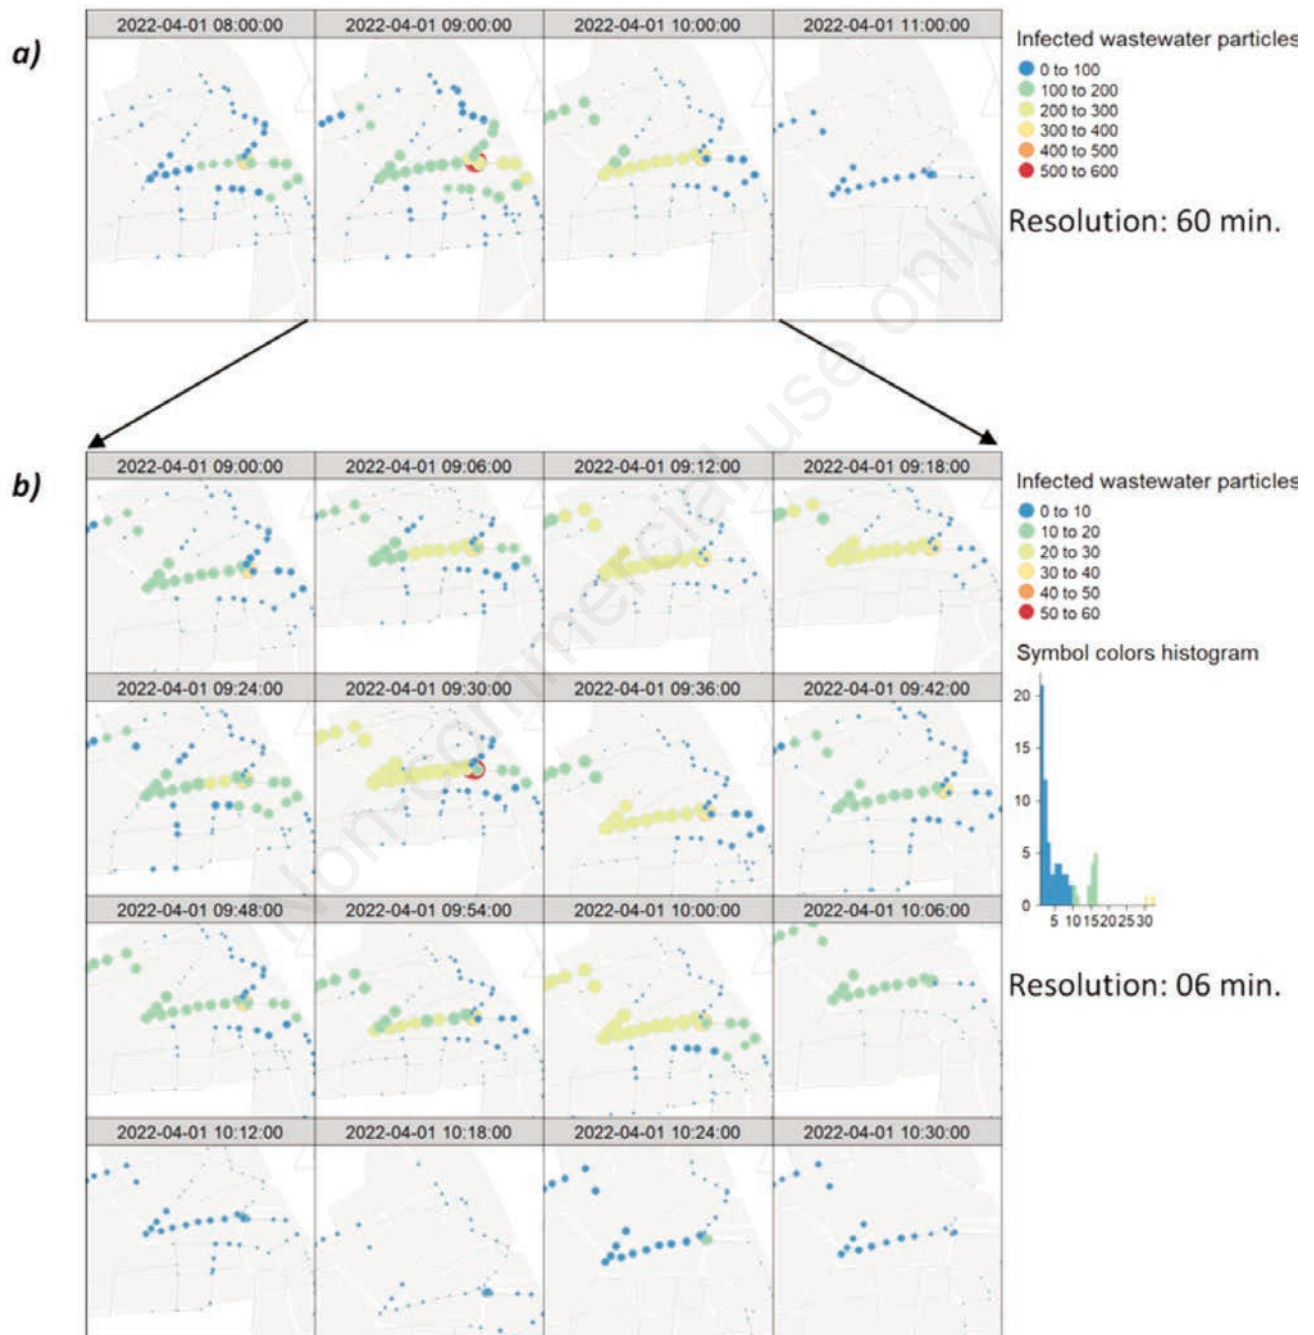 a)
2022-04-01 08:00:00
2022-04-01 09:00:00
2022-04-01 10:00:00
2022-04-01 11:00:00
Infected wastewater particles
0 to 100
100 to 200
200 to 300
300 to 400
400 to 500
500 to 600
Resolution: 60 min.
Non-commercial use only
b)
2022-04-01 09:00:00
2022-04-01 09:06:00
2022-04-01 09:12:00
2022-04-01 09:18:00
Infected wastewater particles
0 to 10
10 to 20
20 to 30
30 to 40
40 to 50
50 to 60
2022-04-01 09:24:00
2022-04-01 09:30:00
2022-04-01 09:36:00
2022-04-01 09:42:00
Symbol colors histogram
20
15
10
5
0
5 10 15 20 25 30
2022-04-01 09:48:00
2022-04-01 09:54:00
2022-04-01 10:00:00
2022-04-01 10:06:00
Resolution: 06 min.
2022-04-01 10:12:00
2022-04-01 10:18:00
2022-04-01 10:24:00
2022-04-01 10:30:00